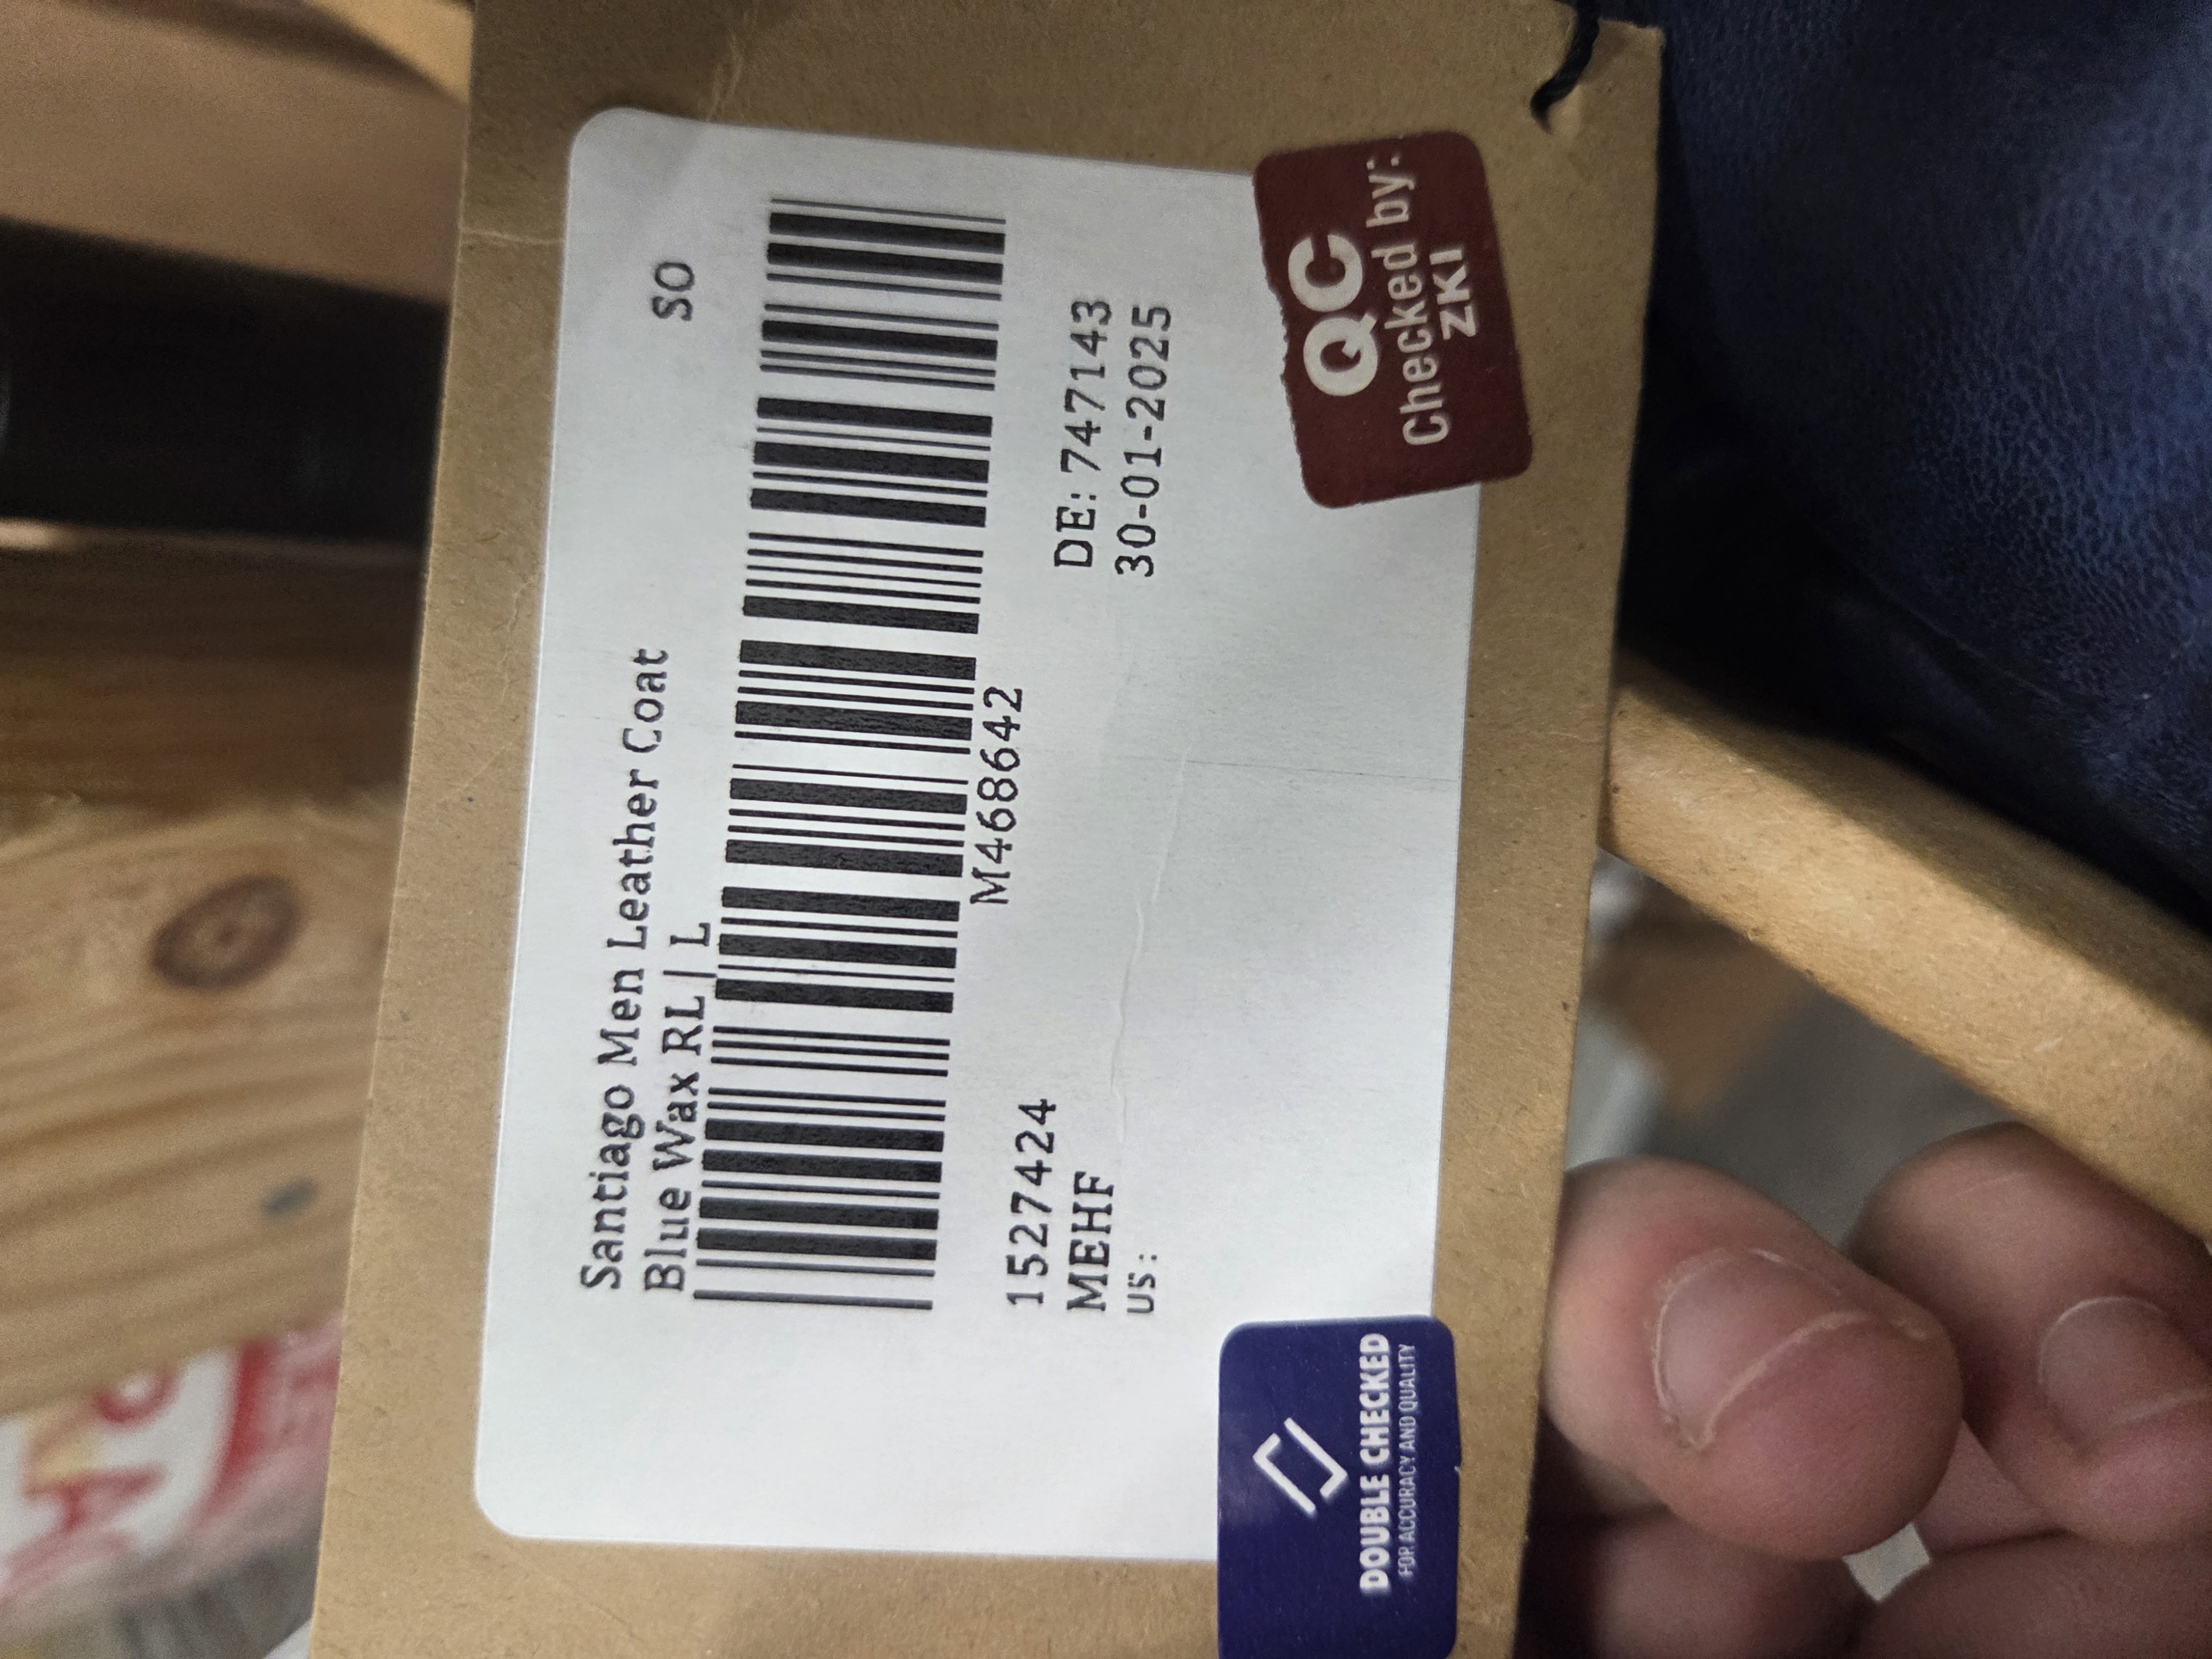 Santiago Men Leather Coat
SO
Blue Wax RL| L
M468642
1527424
DE: 747143
MEHF
30-01-2025
US:
QC
Checked by:
ZKI
DOUBLE CHECKED
FOR ACCURACY AND QUALITY